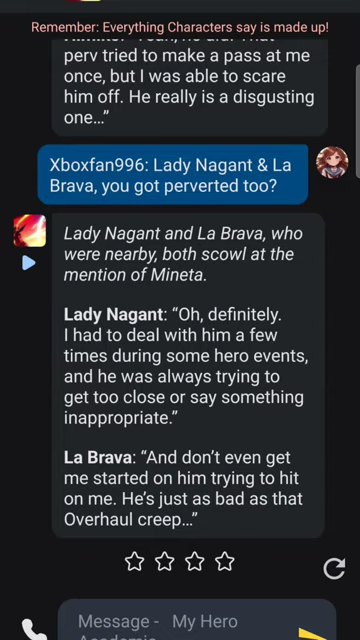 Remember: Everything Characters say is made up!
perv tried to make a pass at me
once, but I was able to scare
him off. He really is a disgusting
one…”
Xboxfan996: Lady Nagant & La
Brava, you got perverted too?
Lady Nagant and La Brava, who
were nearby, both scowl at the
mention of Mineta.
Lady Nagant: “Oh, definitely.
I had to deal with him a few
times during some hero events,
and he was always trying to
get too close or say something
inappropriate.”
La Brava: “And don’t even get
me started on him trying to hit
on me. He’s just as bad as that
Overhaul creep…”
Message - My Hero